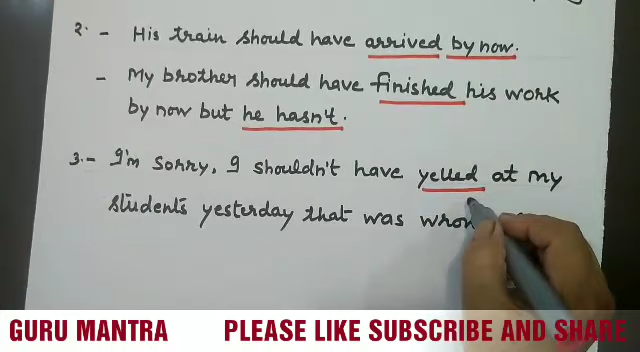 2. - His train should have arrived by now.
- My brother should have finished his work
by now but he hasn't.
3. - I'm sorry, I shouldn't have yelled at my
students yesterday that was
GURU MANTRA PLEASE LIKE SUBSCRIBE AND SHARE